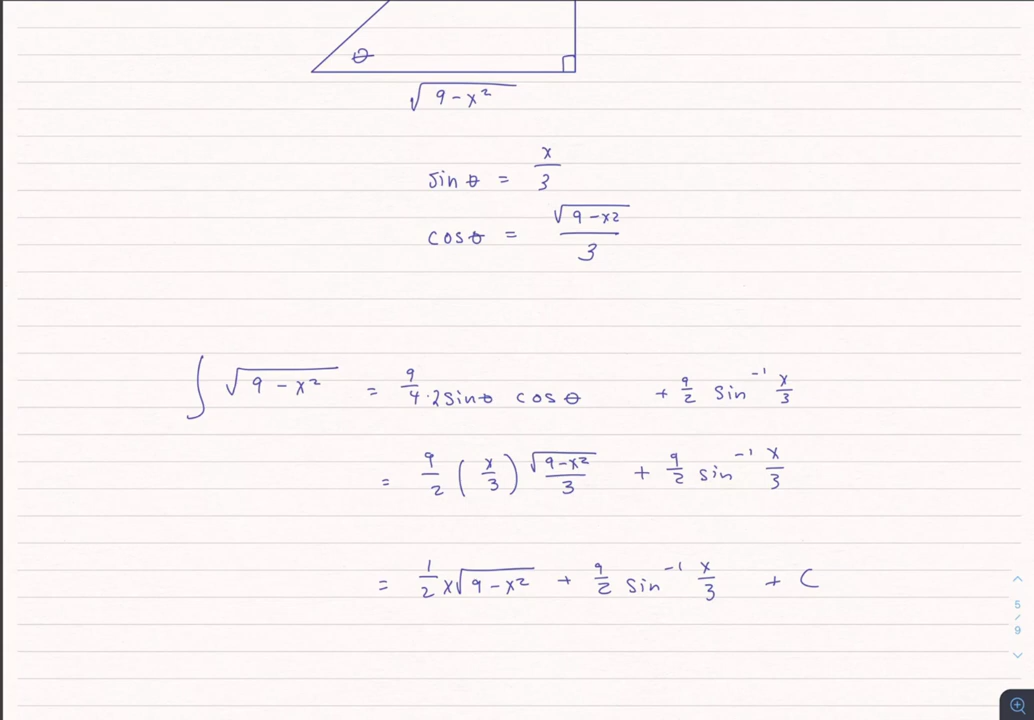 θ
√(9 - x²)
sin θ = x/3
cos θ = √(9 - x²)/3
∫ √(9 - x²) = 9/4 · 2 sin θ cos θ + 9/2 sin⁻¹ x/3
= 9/2 (x/3) √(9 - x²)/3 + 9/2 sin⁻¹ x/3
= 1/2 x√(9 - x²) + 9/2 sin⁻¹ x/3 + C
5
/
9